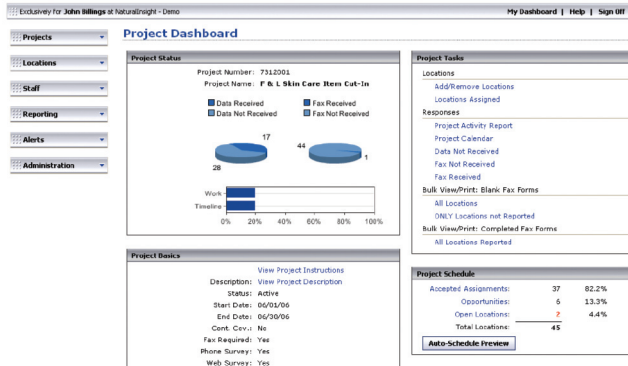 Exclusively for John Billings at NaturalInsight - Demo
My Dashboard | Help | Sign Off
Projects
Locations
Staff
Reporting
Alerts
Administration
Project Dashboard
Project Status
Project Number: 7312001
Project Name: F & L Skin Care Item Cut-In
Data Received
Fax Received
Data Not Received
Fax Not Received
17
28
44
1
Work
Timeline
0% 20% 40% 60% 80% 100%
Project Basics
View Project Instructions
Description: View Project Description
Status: Active
Start Date: 06/01/06
End Date: 06/30/06
Cont. Cov.: No
Fax Required: Yes
Phone Survey: Yes
Web Survey: Yes
Project Tasks
Locations
Add/Remove Locations
Locations Assigned
Responses
Project Activity Report
Project Calendar
Data Not Received
Fax Not Received
Fax Received
Bulk View/Print: Blank Fax Forms
All Locations
ONLY Locations not Reported
Bulk View/Print: Completed Fax Forms
All Locations Reported
Project Schedule
Accepted Assignments: 37 82.2%
Opportunities: 6 13.3%
Open Locations: 2 4.4%
Total Locations: 45
Auto-Schedule Preview